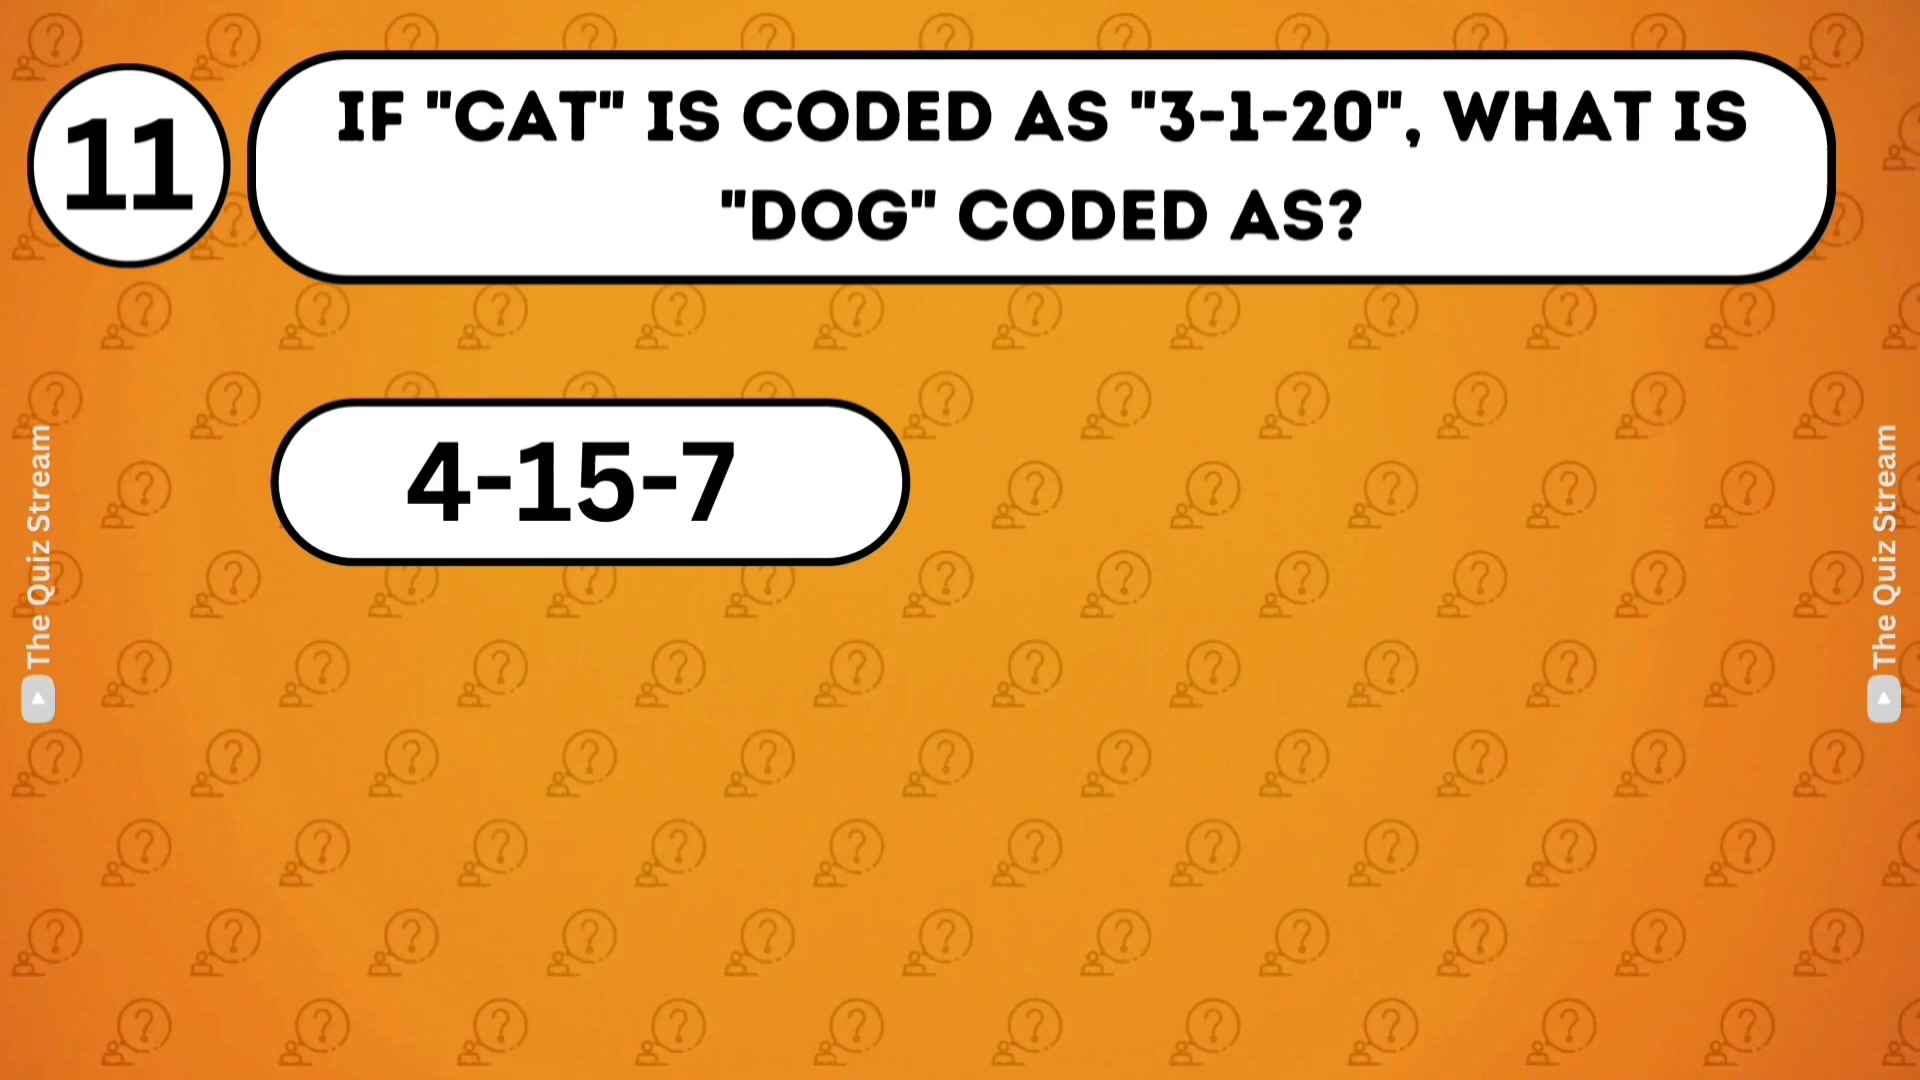 11
IF "CAT" IS CODED AS "3-1-20", WHAT IS
"DOG" CODED AS?
4-15-7
The Quiz Stream
The Quiz Stream